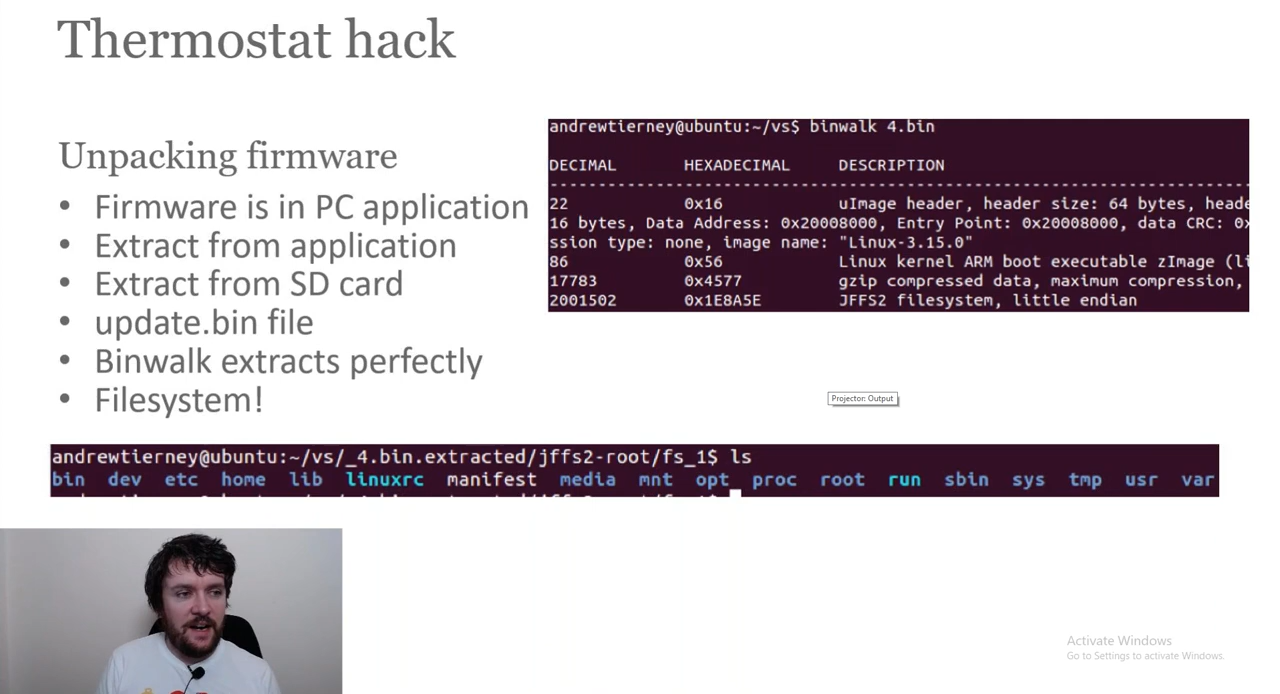 Thermostat hack
Unpacking firmware
• Firmware is in PC application
• Extract from application
• Extract from SD card
• update.bin file
• Binwalk extracts perfectly
• Filesystem!
andrewtierney@ubuntu:~/vs$ binwalk 4.bin
DECIMAL HEXADECIMAL DESCRIPTION
--------------------------------------------------------------------------------
22 0x16 uImage header, header size: 64 bytes, heade
16 bytes, Data Address: 0x20008000, Entry Point: 0x20008000, data CRC: 0x
ssion type: none, image name: "Linux-3.15.0"
86 0x56 Linux kernel ARM boot executable zImage (li
17783 0x4577 gzip compressed data, maximum compression,
2001502 0x1E8A5E JFFS2 filesystem, little endian
Projector: Output
andrewtierney@ubuntu:~/vs/_4.bin.extracted/jffs2-root/fs_1$ ls
bin dev etc home lib linuxrc manifest media mnt opt proc root run sbin sys tmp usr var
Activate Windows
Go to Settings to activate Windows.